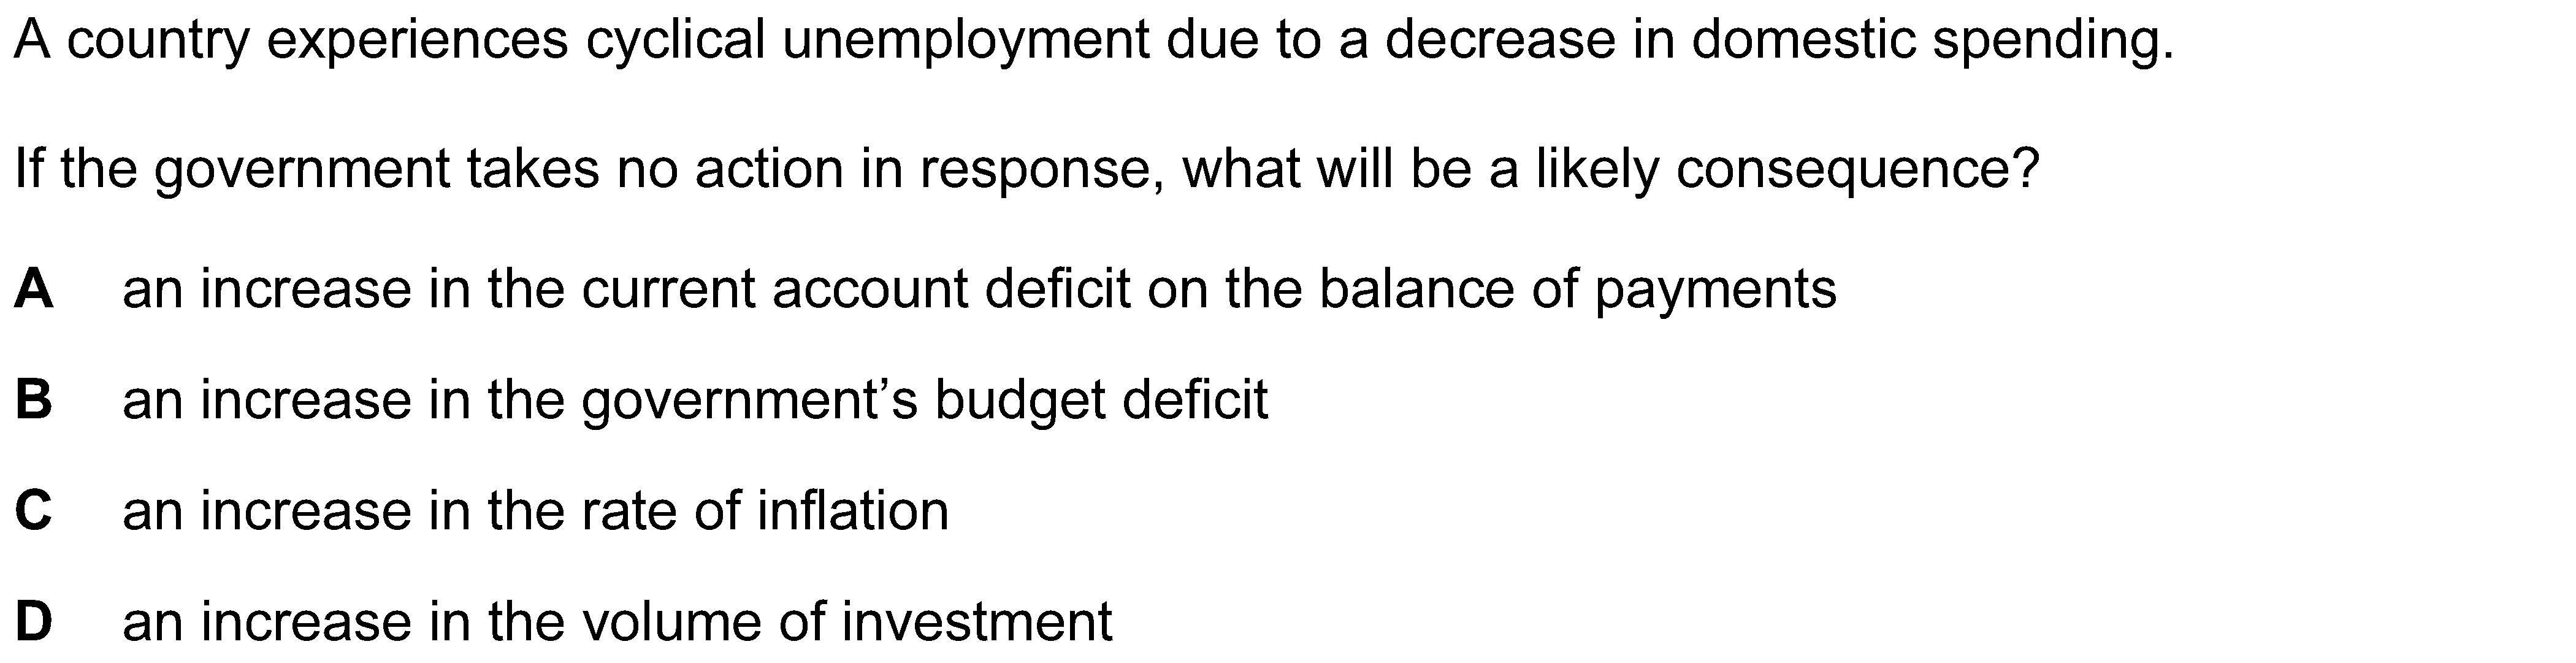 A country experiences cyclical unemployment due to a decrease in domestic spending.
If the government takes no action in response, what will be a likely consequence?
A an increase in the current account deficit on the balance of payments
B an increase in the government’s budget deficit
C an increase in the rate of inflation
D an increase in the volume of investment